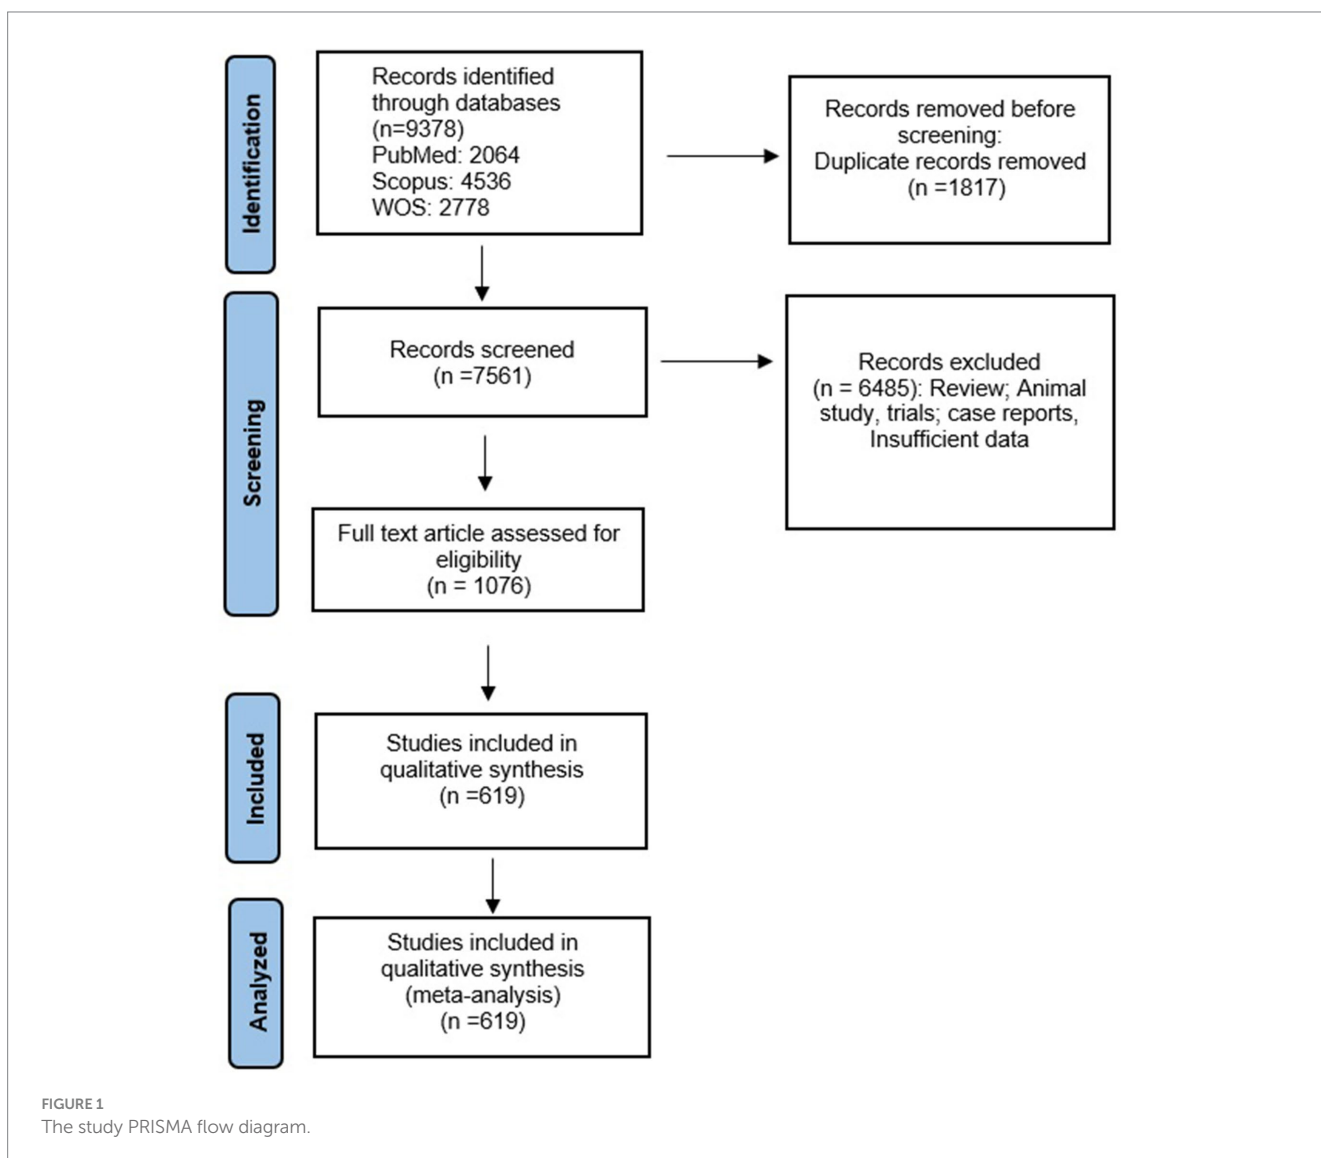 Identification
Records identified
through databases
(n=9378)
PubMed: 2064
Scopus: 4536
WOS: 2778
Records removed before
screening:
Duplicate records removed
(n =1817)
Screening
Records screened
(n =7561)
Records excluded
(n = 6485): Review; Animal
study, trials; case reports,
Insufficient data
Full text article assessed for
eligibility
(n = 1076)
Included
Studies included in
qualitative synthesis
(n =619)
Analyzed
Studies included in
qualitative synthesis
(meta-analysis)
(n =619)
FIGURE 1
The study PRISMA flow diagram.